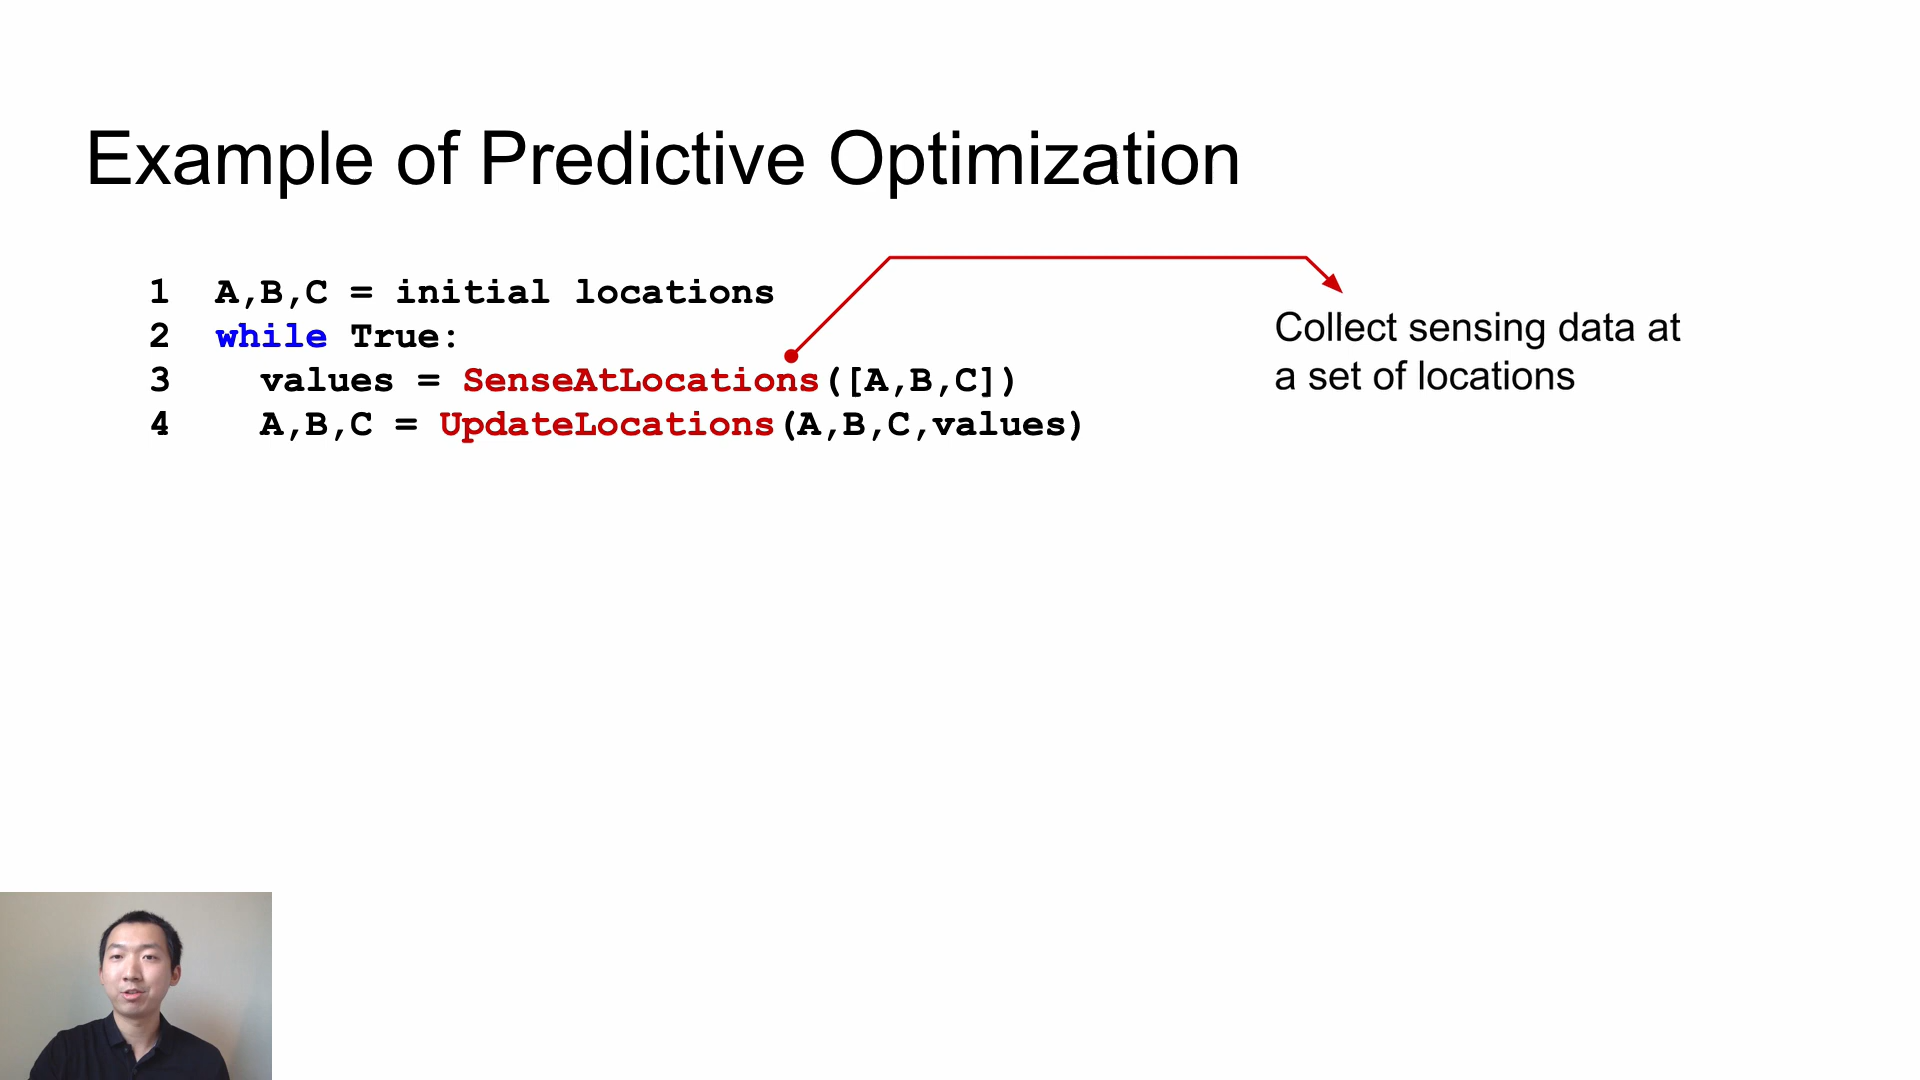 Example of Predictive Optimization
1 A,B,C = initial locations
2 while True:
3 values = SenseAtLocations([A,B,C])
4 A,B,C = UpdateLocations(A,B,C,values)
Collect sensing data at
a set of locations